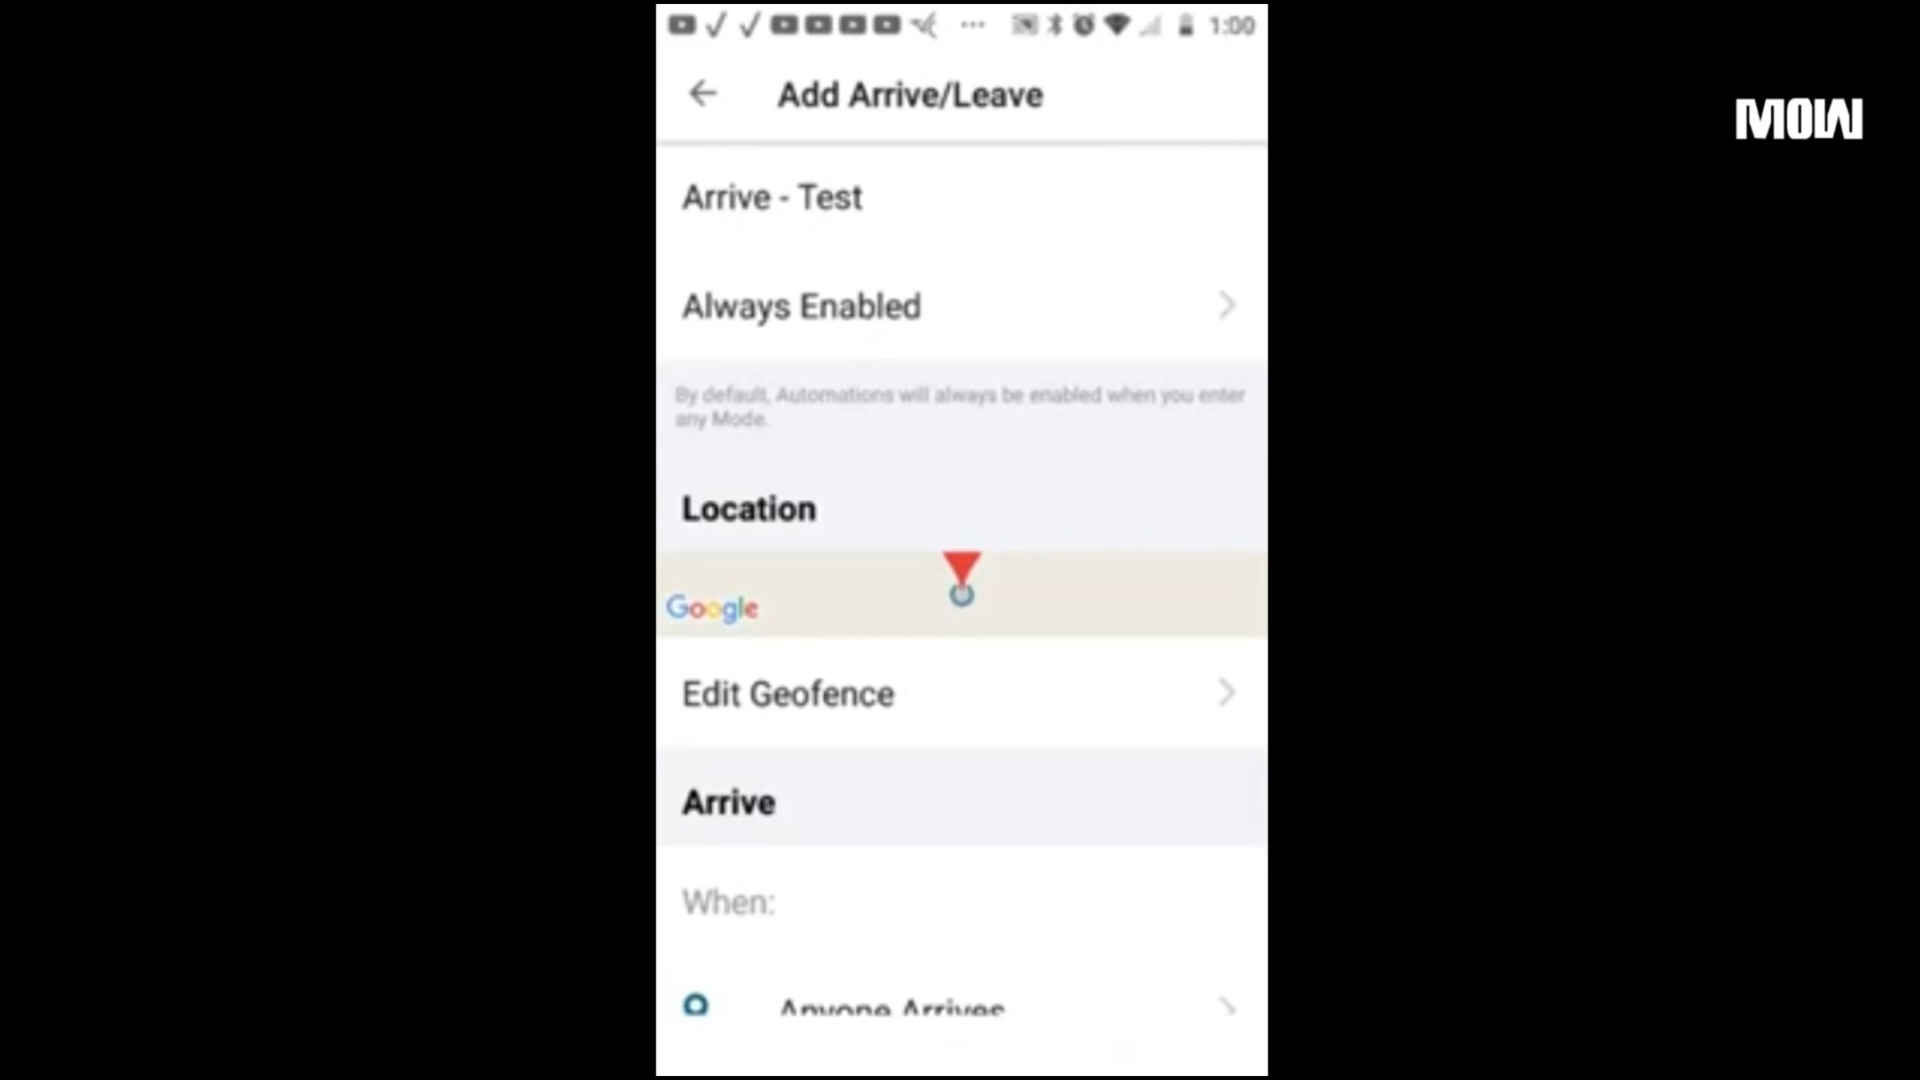 1:00
Add Arrive/Leave
MOW
Arrive - Test
Always Enabled
By default, Automations will always be enabled when you enter
any Mode.
Location
Google
Edit Geofence
Arrive
When:
Anyone Arrives